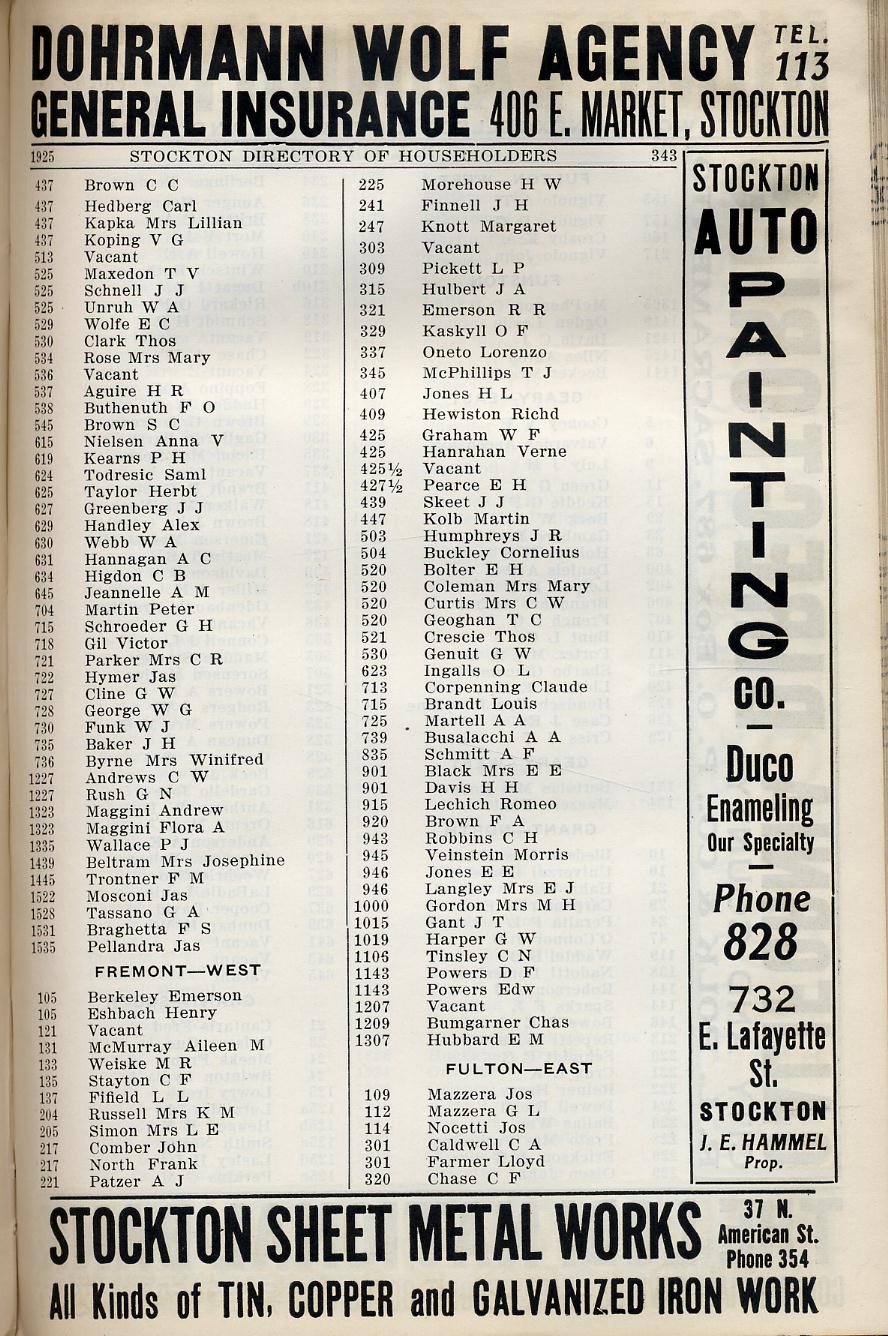 DOHRMANN WOLF AGENCY TEL. 113
GENERAL INSURANCE 406 E. MARKET, STOCKTON
1925 STOCKTON DIRECTORY OF HOUSEHOLDERS 343
437 Brown C C
437 Hedberg Carl
437 Kapka Mrs Lillian
437 Koping V G
513 Vacant
525 Maxedon T V
525 Schnell J J
525 Unruh W A
529 Wolfe E C
530 Clark Thos
534 Rose Mrs Mary
536 Vacant
537 Aguire H R
538 Buthenuth F O
545 Brown S C
615 Nielsen Anna V
619 Kearns P H
624 Todresic Saml
625 Taylor Herbt
627 Greenberg J J
629 Handley Alex
630 Webb W A
631 Hannagan A C
634 Higdon C B
645 Jeannelle A M
704 Martin Peter
715 Schroeder G H
718 Gil Victor
721 Parker Mrs C R
722 Hymer Jas
727 Cline G W
728 George W G
730 Funk W J
735 Baker J H
736 Byrne Mrs Winifred
1227 Andrews C W
1227 Rush G N
1323 Maggini Andrew
1323 Maggini Flora A
1335 Wallace P J
1439 Beltram Mrs Josephine
1445 Trontner F M
1522 Mosconi Jas
1528 Tassano G A
1531 Braghetta F S
1535 Pellandra Jas
FREMONT—WEST
105 Berkeley Emerson
105 Eshbach Henry
121 Vacant
131 McMurray Aileen M
133 Weiske M R
135 Stayton C F
137 Fifield L L
204 Russell Mrs K M
205 Simon Mrs L E
217 Comber John
217 North Frank
221 Patzer A J
225 Morehouse H W
241 Finnell J H
247 Knott Margaret
303 Vacant
309 Pickett L P
315 Hulbert J A
321 Emerson R R
329 Kaskyll O F
337 Oneto Lorenzo
345 McPhillips T J
407 Jones H L
409 Hewiston Richd
425 Graham W F
425 Hanrahan Verne
425½ Vacant
427½ Pearce E H
439 Skeet J J
447 Kolb Martin
503 Humphreys J R
504 Buckley Cornelius
520 Bolter E H
520 Coleman Mrs Mary
520 Curtis Mrs C W
520 Geoghan T C
521 Crescie Thos
530 Genuit G W
623 Ingalls O L
713 Corpenning Claude
715 Brandt Louis
725 Martell A A
739 Busalacchi A A
835 Schmitt A F
901 Black Mrs E E
901 Davis H H
915 Lechich Romeo
920 Brown F A
943 Robbins C H
945 Veinstein Morris
946 Jones E E
946 Langley Mrs E J
1000 Gordon Mrs M H
1015 Gant J T
1019 Harper G W
1106 Tinsley C N
1143 Powers D F
1143 Powers Edw
1207 Vacant
1209 Bumgarner Chas
1307 Hubbard E M
FULTON—EAST
109 Mazzera Jos
112 Mazzera G L
114 Nocetti Jos
301 Caldwell C A
301 Farmer Lloyd
320 Chase C F
STOCKTON
AUTO
PAINTING
CO.
Duco
Enameling
Our Specialty
Phone
828
732
E. Lafayette
St.
STOCKTON
J. E. HAMMEL
Prop.
STOCKTON SHEET METAL WORKS 37 N. American St. Phone 354
All Kinds of TIN, COPPER and GALVANIZED IRON WORK